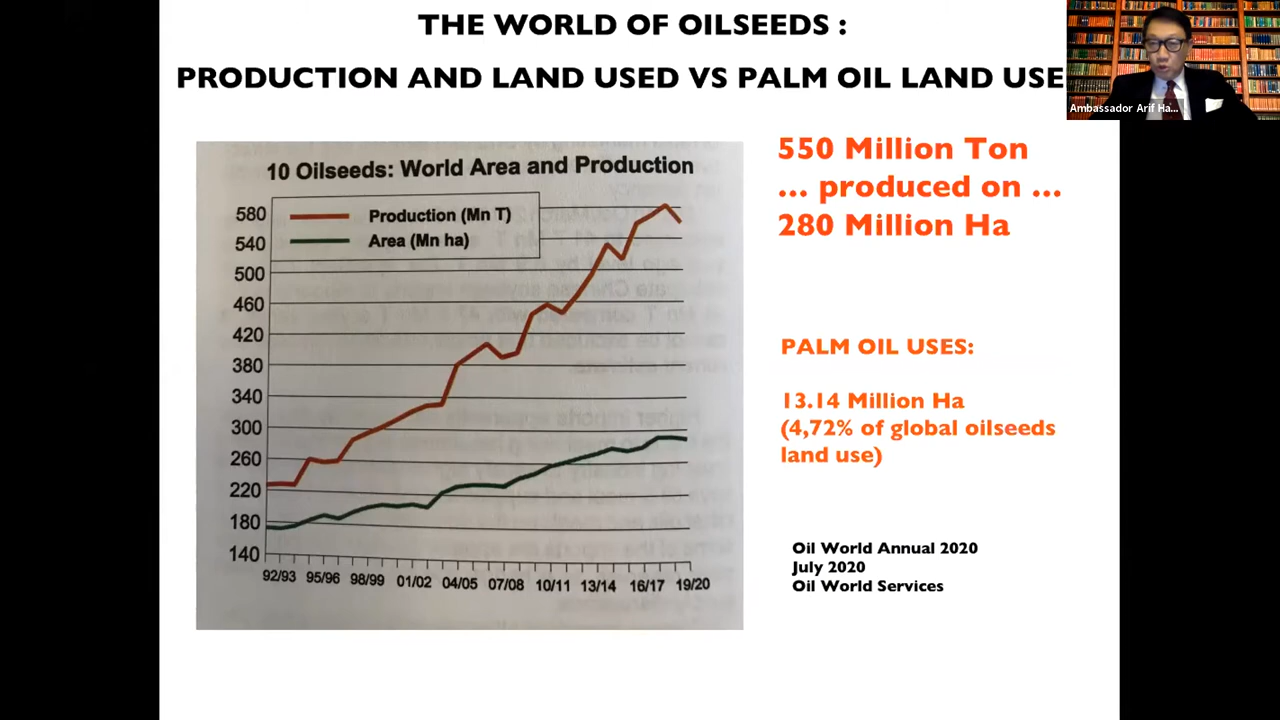 THE WORLD OF OILSEEDS :
PRODUCTION AND LAND USED VS PALM OIL LAND USE
Ambassador Arif Ha...
10 Oilseeds: World Area and Production
Production (Mn T)
Area (Mn ha)
580
540
500
460
420
380
340
300
260
220
180
140
92/93 95/96 98/99 01/02 04/05 07/08 10/11 13/14 16/17 19/20
550 Million Ton
... produced on ...
280 Million Ha
PALM OIL USES:
13.14 Million Ha
(4,72% of global oilseeds
land use)
Oil World Annual 2020
July 2020
Oil World Services